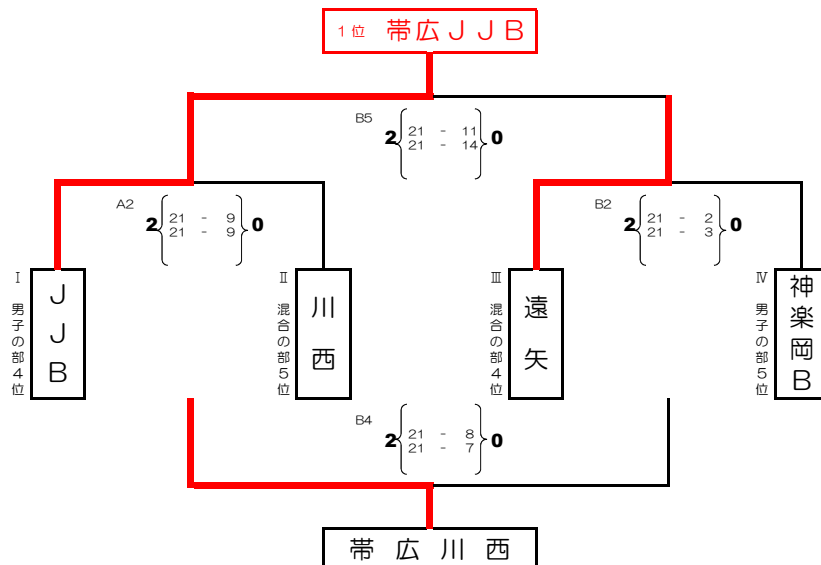 1位 帯広JJB
B5
2 21 - 11 0
21 - 14
A2
2 21 - 9 0
21 - 9
B2
2 21 - 2 0
21 - 3
Ⅰ 男子の部4位
JJB
Ⅱ 混合の部5位
川西
Ⅲ 混合の部4位
遠矢
Ⅳ 男子の部5位
神楽岡B
B4
2 21 - 8 0
21 - 7
帯広川西